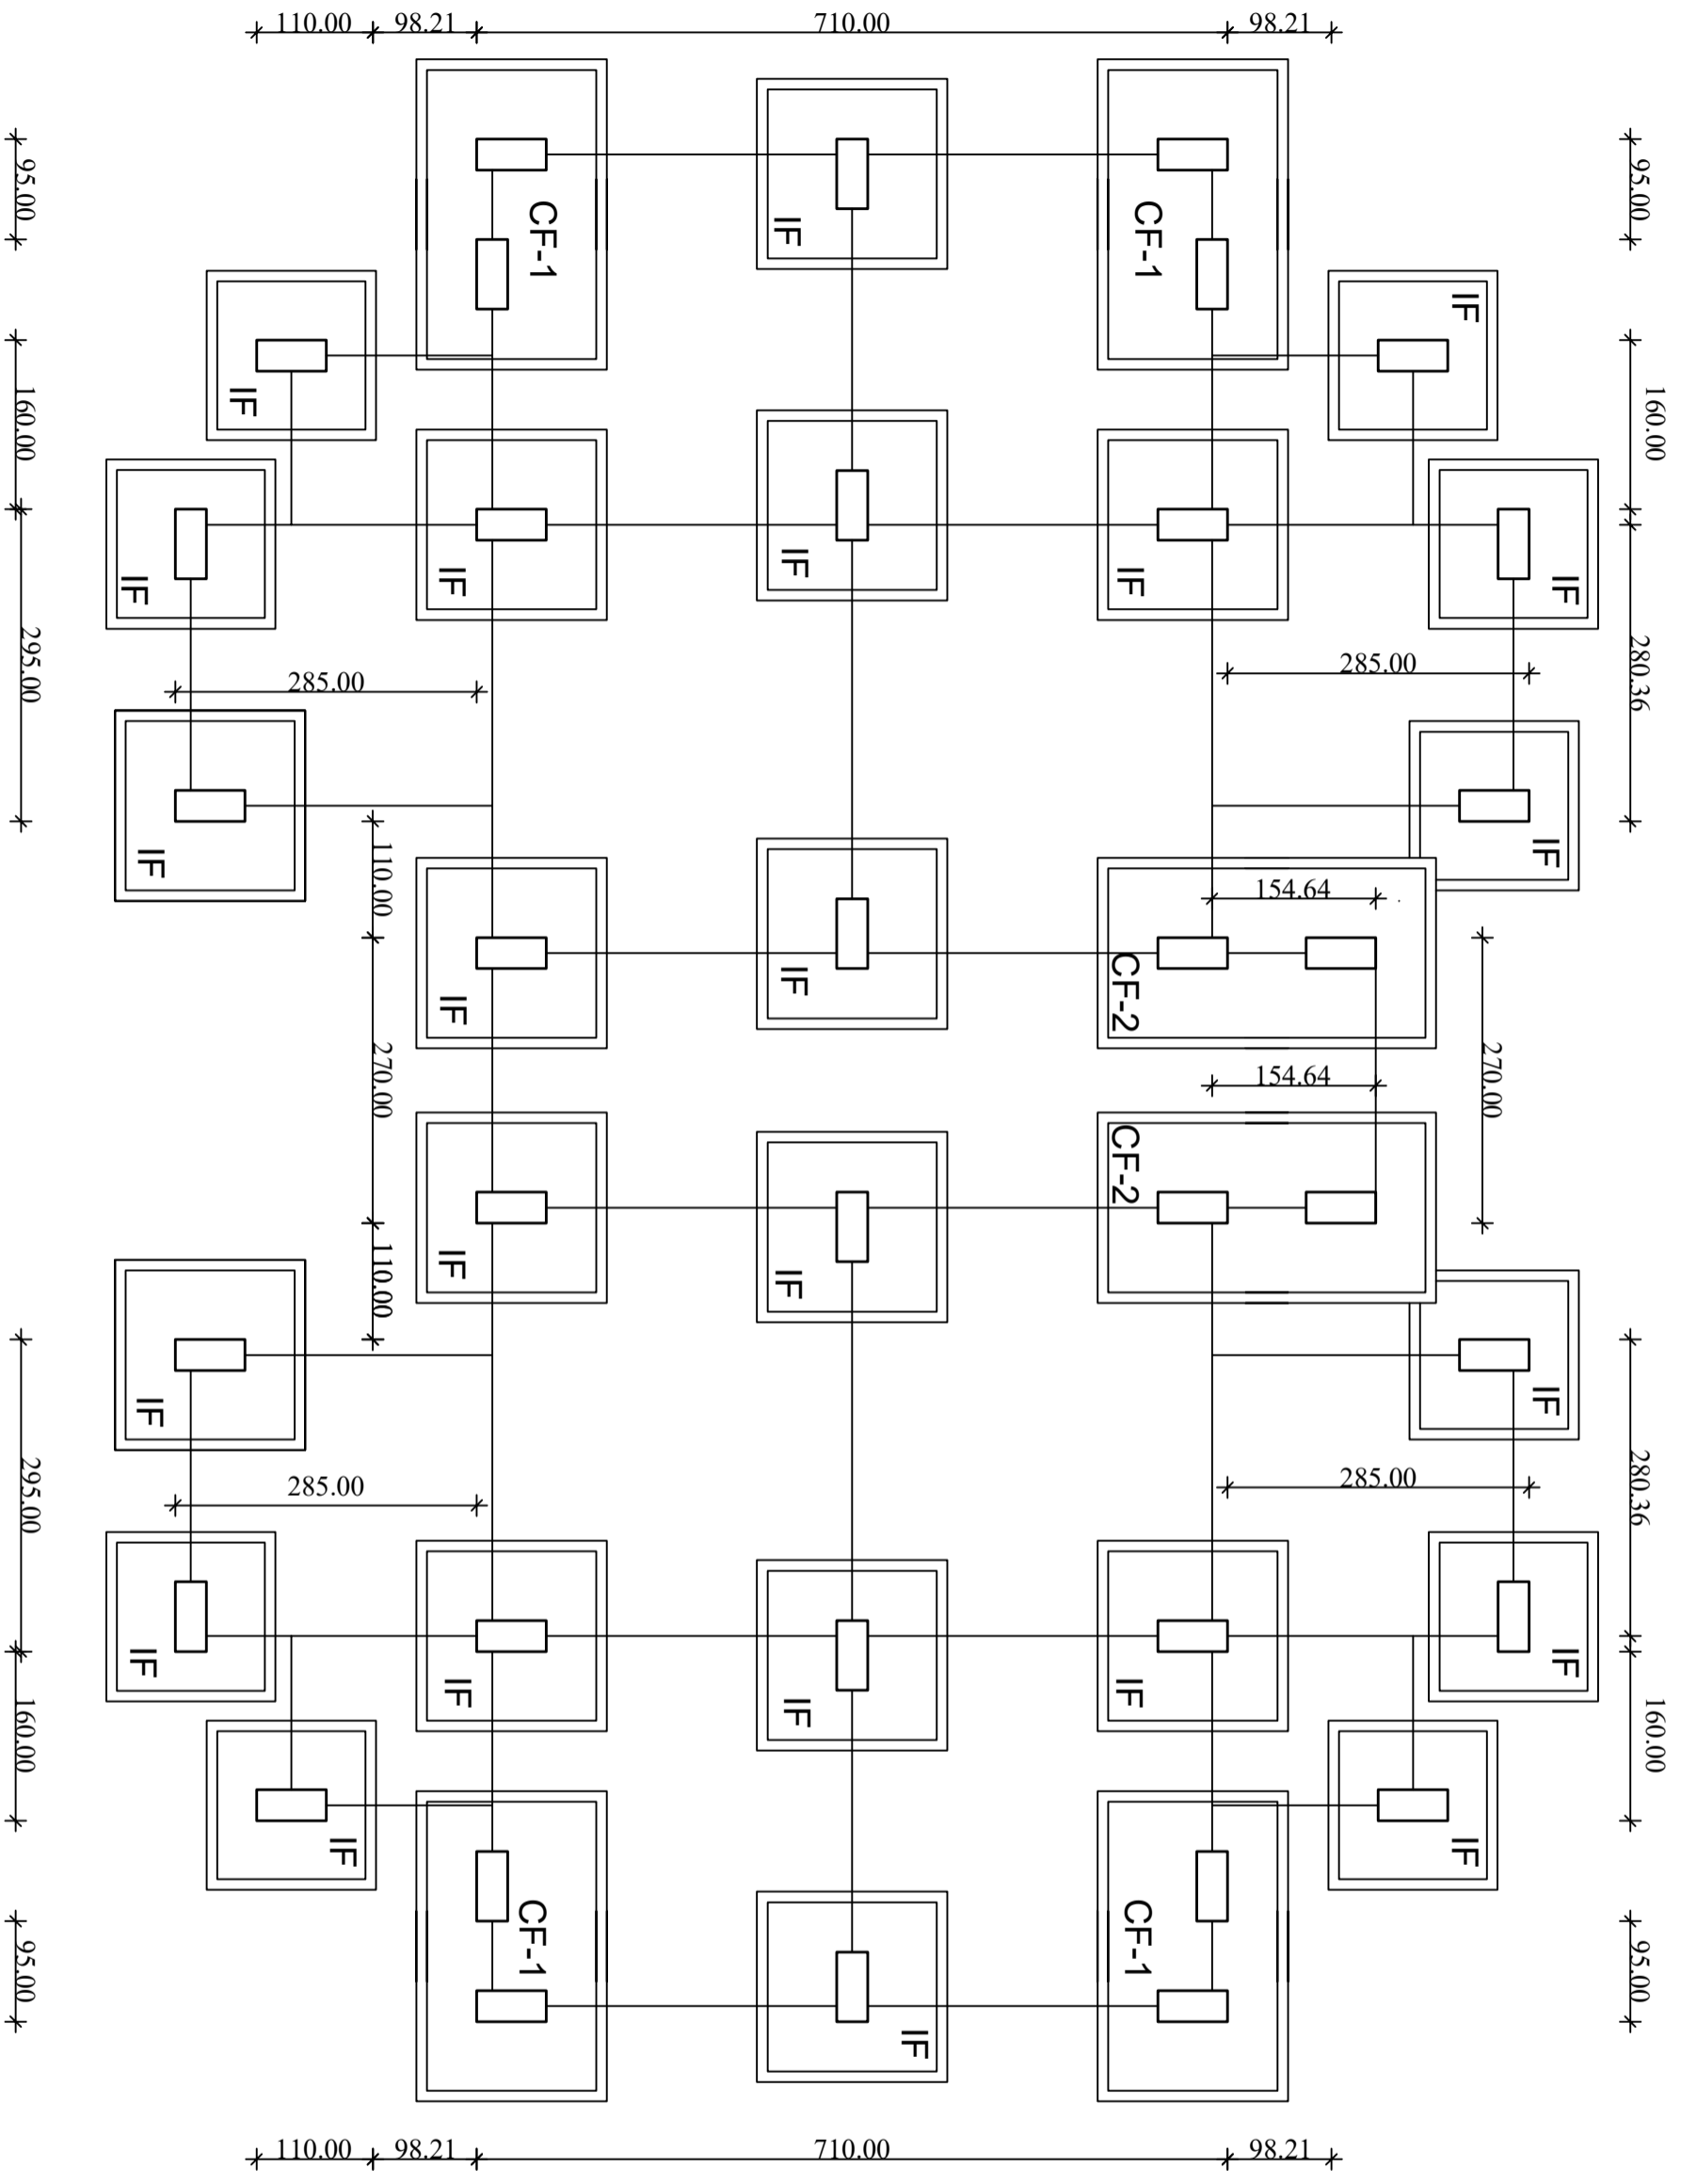 110.00 98.21 710.00 98.21
95.00 95.00
CF-1 IF CF-1
IF
160.00 IF 160.00
IF IF IF IF IF
295.00 285.00 285.00 280.36
110.00 IF IF
154.64
CF-2
IF IF
270.00 154.64 270.00
CF-2
IF IF
110.00
IF IF
295.00 285.00 285.00 280.36
IF IF IF IF IF
160.00 160.00
IF IF
CF-1 CF-1
95.00 95.00
IF
110.00 98.21 710.00 98.21